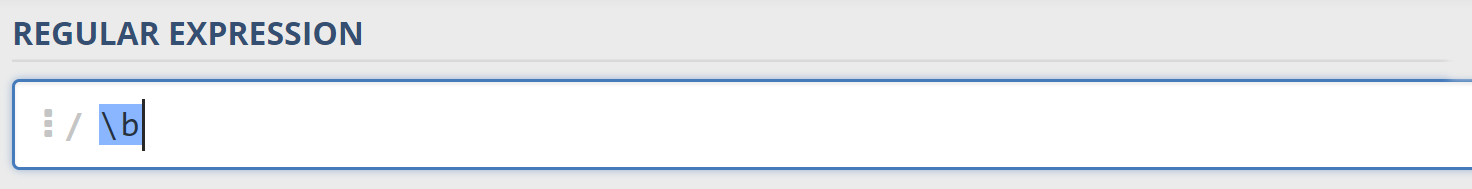 REGULAR EXPRESSION
/ \b